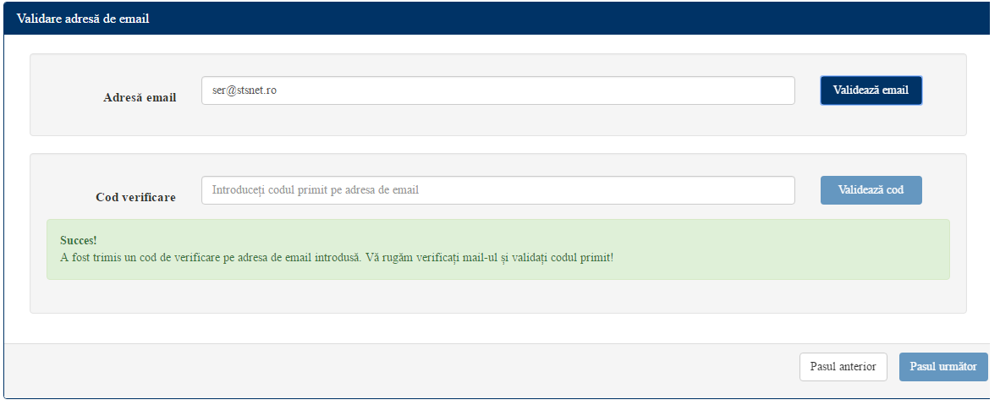 Validare adresă de email
Adresă email
ser@stsnet.ro
Validează email
Cod verificare
Introduceți codul primit pe adresa de email
Validează cod
Succes!
A fost trimis un cod de verificare pe adresa de email introdusă. Vă rugăm verificați mail-ul și validați codul primit!
Pasul anterior
Pasul următor